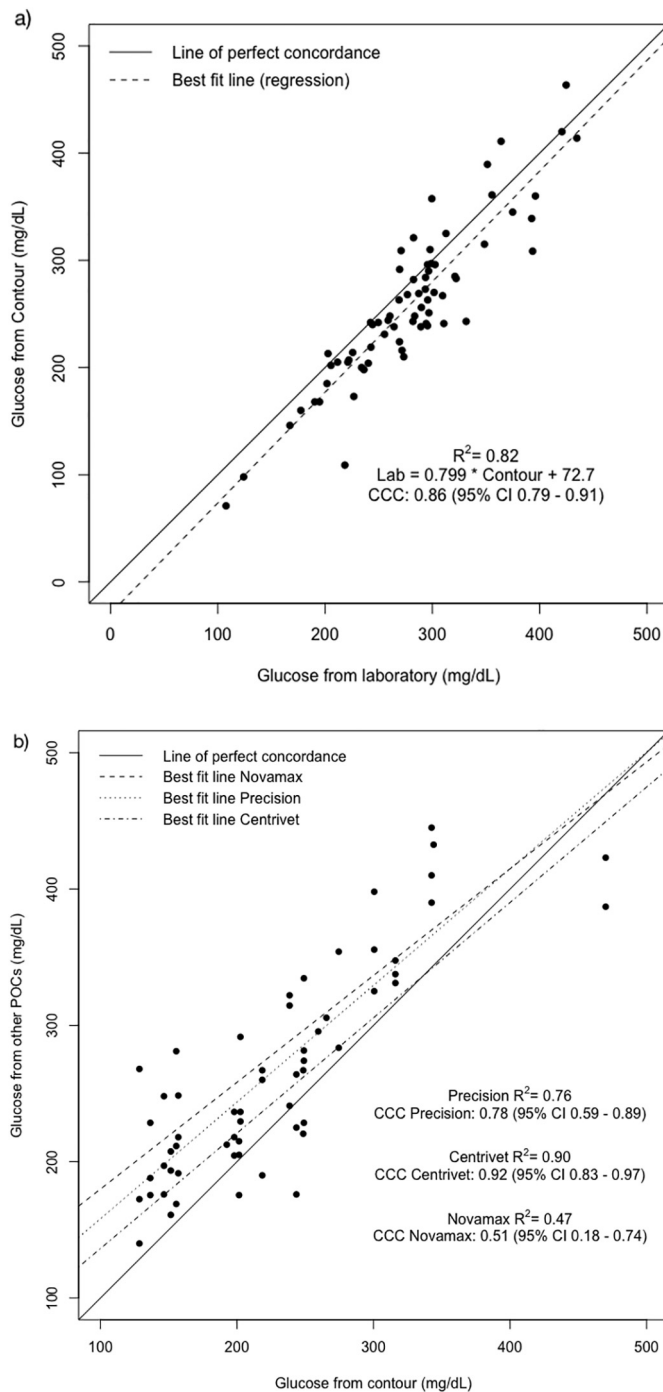 a)
500
400
300
200
100
0
Glucose from Contour (mg/dL)
Line of perfect concordance
Best fit line (regression)
R²= 0.82
Lab = 0.799 * Contour + 72.7
CCC: 0.86 (95% CI 0.79 - 0.91)
0 100 200 300 400 500
Glucose from laboratory (mg/dL)
b)
500
400
300
200
100
Glucose from other POCs (mg/dL)
Line of perfect concordance
Best fit line Novamax
Best fit line Precision
Best fit line Centrivet
Precision R²= 0.76
CCC Precision: 0.78 (95% CI 0.59 - 0.89)
Centrivet R²= 0.90
CCC Centrivet: 0.92 (95% CI 0.83 - 0.97)
Novamax R²= 0.47
CCC Novamax: 0.51 (95% CI 0.18 - 0.74)
100 200 300 400 500
Glucose from contour (mg/dL)